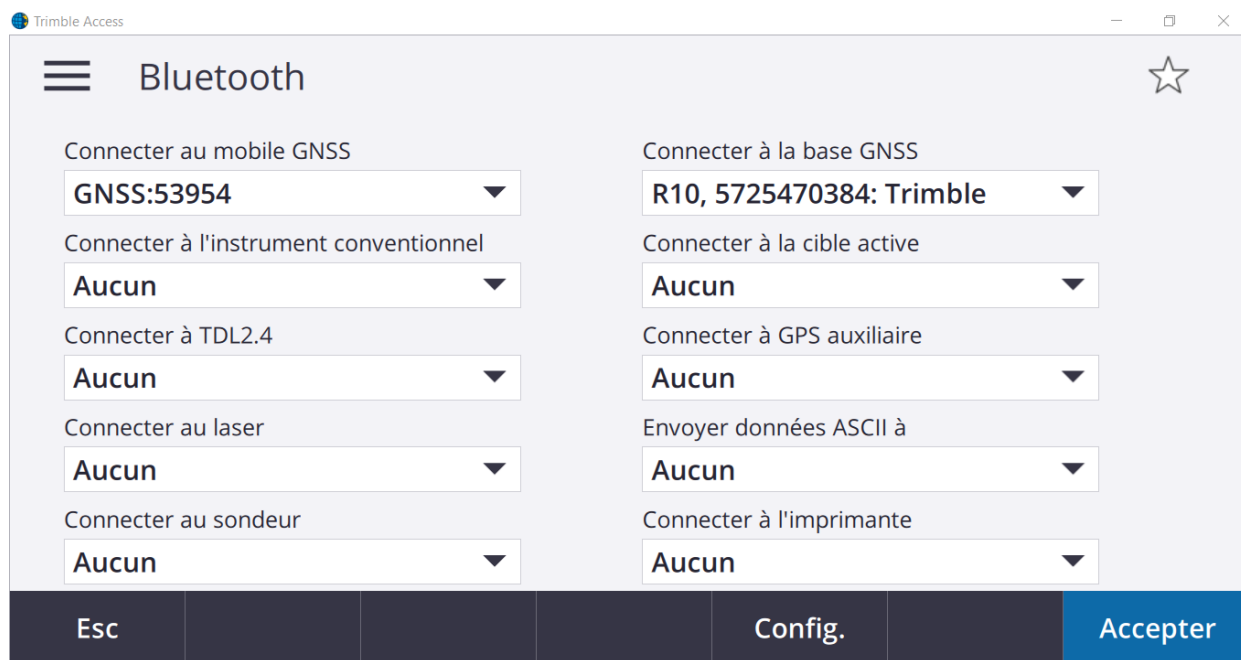 Trimble Access
Bluetooth
Connecter au mobile GNSS
GNSS:53954
Connecter à la base GNSS
R10, 5725470384: Trimble
Connecter à l'instrument conventionnel
Aucun
Connecter à la cible active
Aucun
Connecter à TDL2.4
Aucun
Connecter à GPS auxiliaire
Aucun
Connecter au laser
Aucun
Envoyer données ASCII à
Aucun
Connecter au sondeur
Aucun
Connecter à l'imprimante
Aucun
Esc
Config.
Accepter